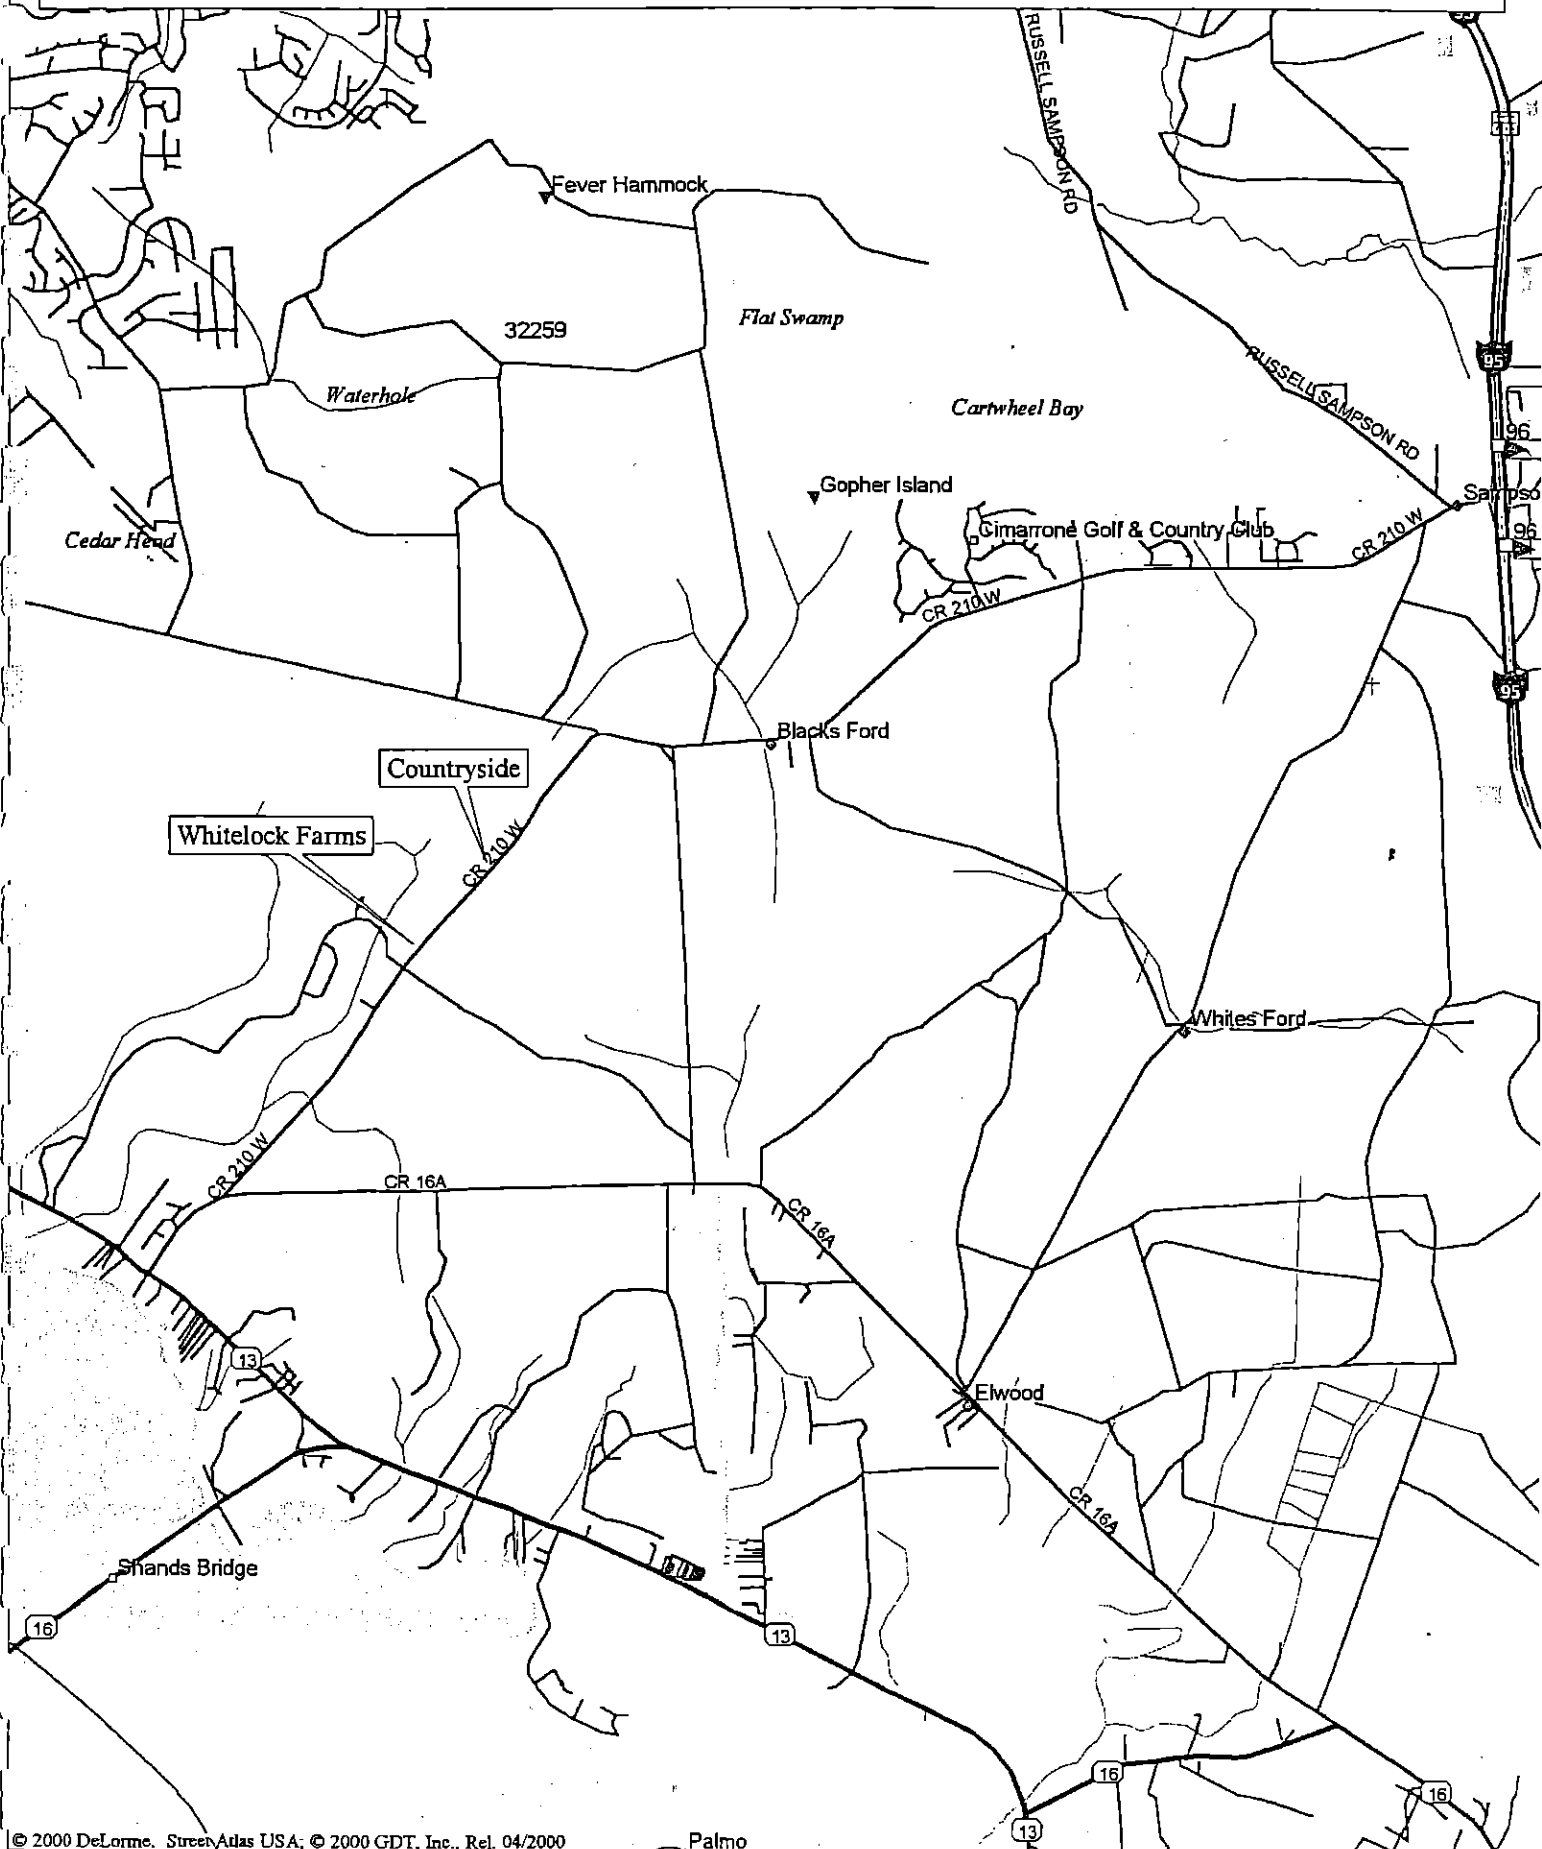 RUSSELL SAMPSON RD
Fever Hammock
32259
Flat Swamp
95
Waterhole
Cartwheel Bay
RUSSELL SAMPSON RD
96
Gopher Island
Cimarrone Golf & Country Club
CR 210 W
96
Cedar Head
CR 210 W
95
Blacks Ford
Countryside
Whitelock Farms
CR 210 W
Whites Ford
CR 210 W
CR 16A
CR 16A
13
Elwood
CR 16A
Shands Bridge
16
13
16
16
13
© 2000 DeLorme. Street Atlas USA; © 2000 GDT, Inc., Rel. 04/2000
Palmo